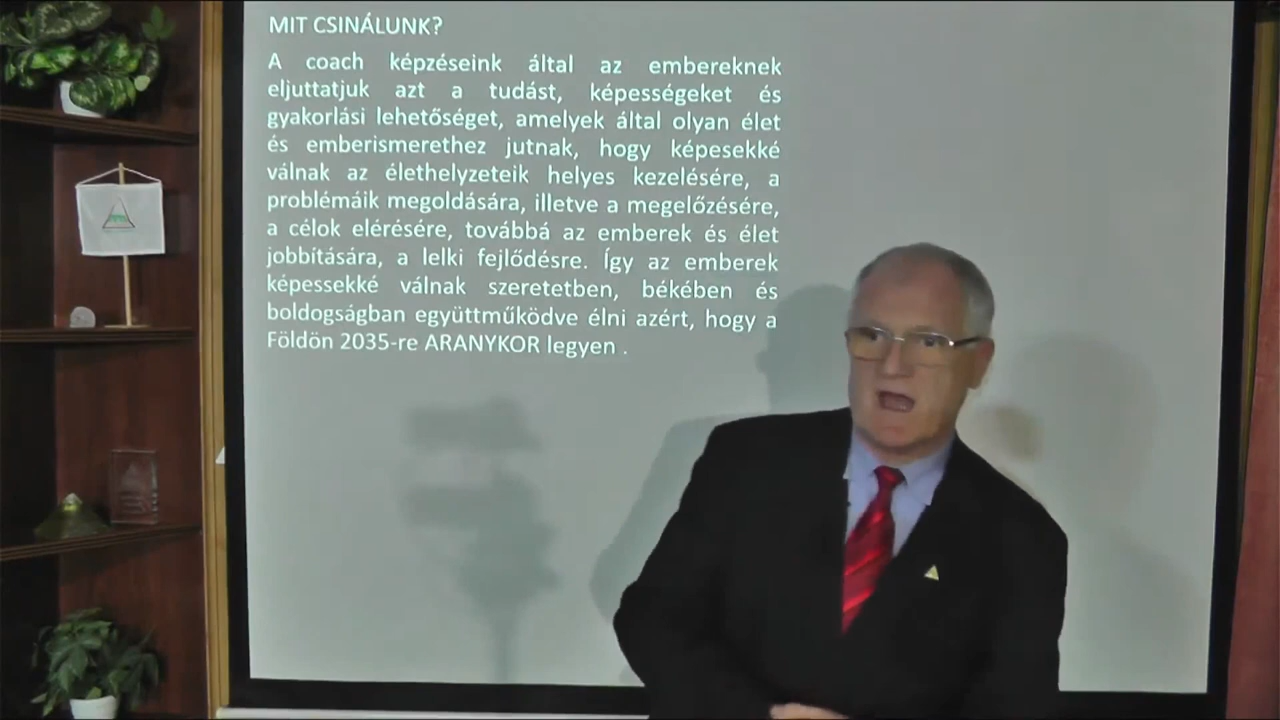 MIT CSINÁLUNK?
A coach képzéseink által az embereknek
eljuttatjuk azt a tudást, képességeket és
gyakorlási lehetőséget, amelyek által olyan élet
és emberismerethez jutnak, hogy képesekké
válnak az élethelyzeteik helyes kezelésére, a
problémáik megoldására, illetve a megelőzésére,
a célok elérésére, továbbá az emberek és élet
jobbítására, a lelki fejlődésre. Így az emberek
képessekké válnak szeretetben, békében és
boldogságban együttműködve élni azért, hogy a
Földön 2035-re ARANYKOR legyen .